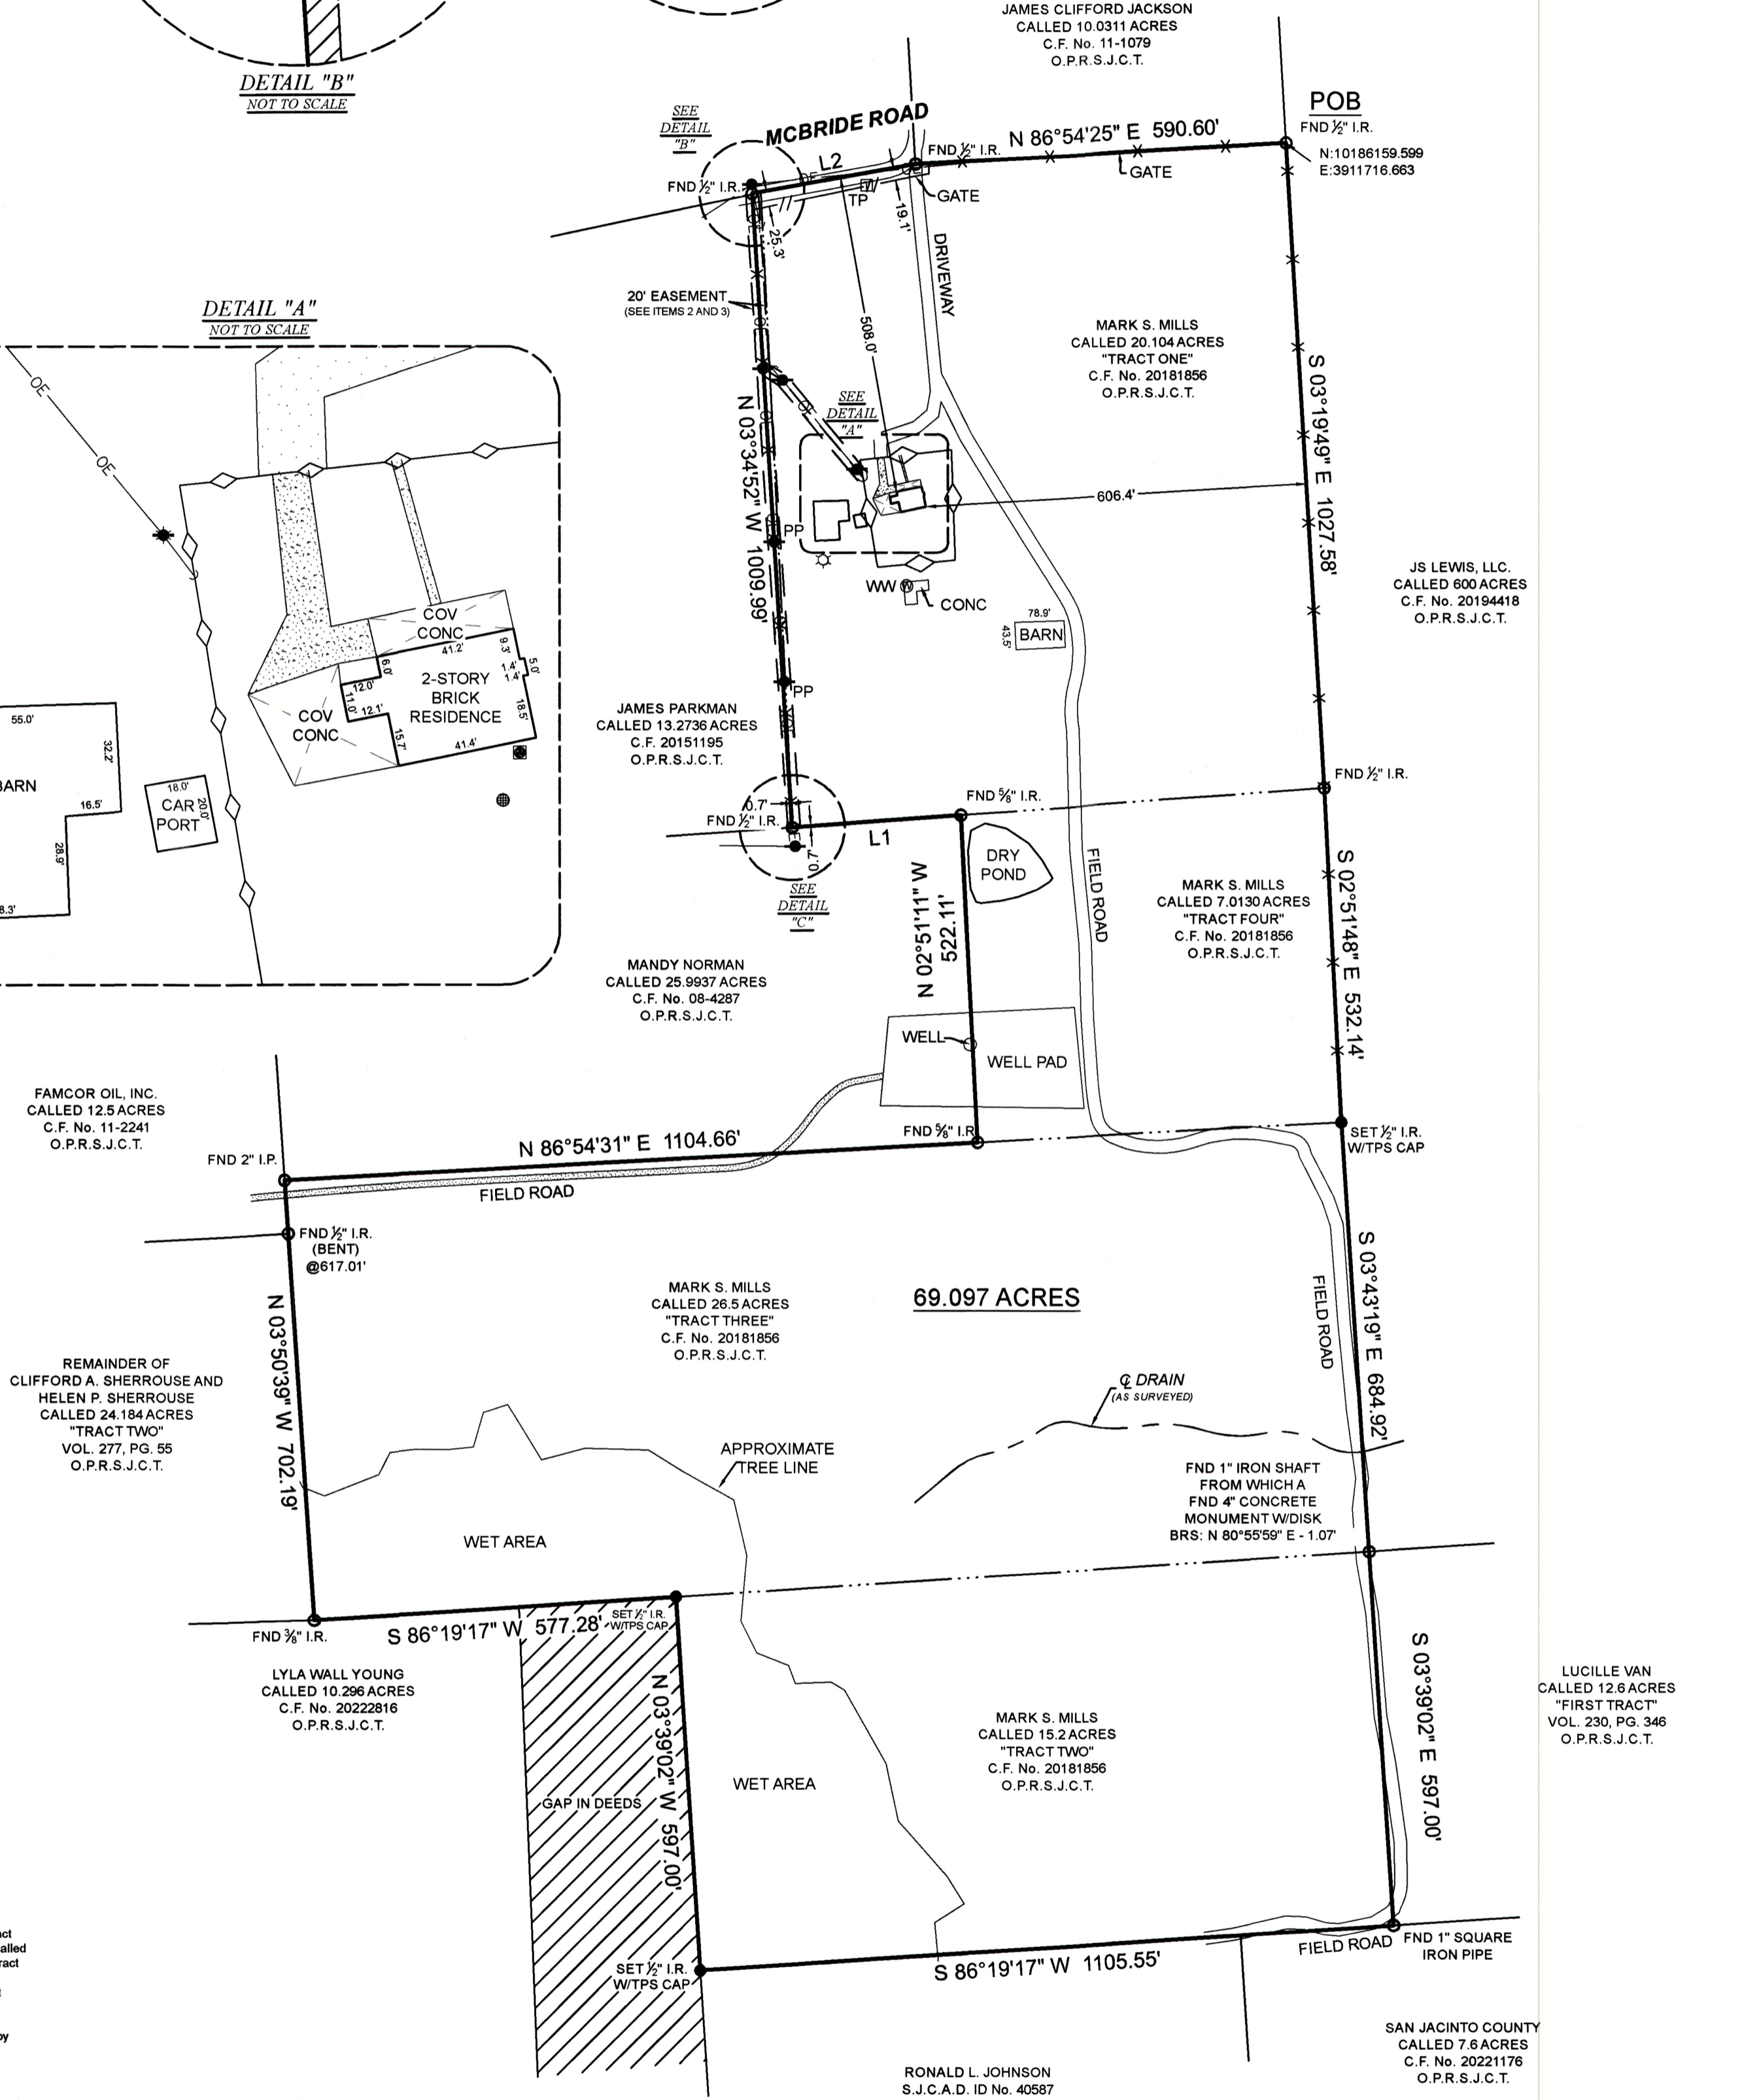 DETAIL "B"
NOT TO SCALE
JAMES CLIFFORD JACKSON
CALLED 10.0311 ACRES
C.F. No. 11-1079
O.P.R.S.J.C.T.
SEE
DETAIL
"B"
MCBRIDE ROAD
L2
FND ½" I.R.
N 86°54'25" E 590.60'
POB
FND ½" I.R.
N:10186159.599
E:3911716.663
GATE
FND ½" I.R.
OE
TP
GATE
19.1'
25.3'
DRIVEWAY
20' EASEMENT
(SEE ITEMS 2 AND 3)
508.0'
MARK S. MILLS
CALLED 20.104 ACRES
"TRACT ONE"
C.F. No. 20181856
O.P.R.S.J.C.T.
S 03°19'49" E 1027.58'
DETAIL "A"
NOT TO SCALE
OE
OE
COV
CONC
41.2'
9.3'
5.0'
1.4'
1.4'
6.0'
12.0'
11.0'
12.1'
15.7'
18.5'
41.4'
2-STORY
BRICK
RESIDENCE
COV
CONC
55.0'
32.2'
BARN
16.5'
28.9'
8.3'
18.0'
20.0'
CAR
PORT
SEE
DETAIL
"A"
N 03°34'52" W 1009.99'
PP
606.4'
WW
W
CONC
78.9'
43.5'
BARN
PP
JS LEWIS, LLC.
CALLED 600 ACRES
C.F. No. 20194418
O.P.R.S.J.C.T.
JAMES PARKMAN
CALLED 13.2736 ACRES
C.F. 20151195
O.P.R.S.J.C.T.
FND ½" I.R.
FND ⅝" I.R.
0.7'
FND ½" I.R.
L1
0.7'
SEE
DETAIL
"C"
DRY
POND
N 02°51'11" W
522.11'
FIELD ROAD
MARK S. MILLS
CALLED 7.0130 ACRES
"TRACT FOUR"
C.F. No. 20181856
O.P.R.S.J.C.T.
S 02°51'48" E 532.14'
MANDY NORMAN
CALLED 25.9937 ACRES
C.F. No. 08-4287
O.P.R.S.J.C.T.
WELL
WELL PAD
FAMCOR OIL, INC.
CALLED 12.5 ACRES
C.F. No. 11-2241
O.P.R.S.J.C.T.
FND 2" I.P.
N 86°54'31" E 1104.66'
FND ⅝" I.R.
SET ½" I.R.
W/TPS CAP
FIELD ROAD
FND ½" I.R.
(BENT)
@617.01'
MARK S. MILLS
CALLED 26.5 ACRES
"TRACT THREE"
C.F. No. 20181856
O.P.R.S.J.C.T.
69.097 ACRES
FIELD ROAD
S 03°43'19" E 684.92'
N 03°50'39" W 702.19'
REMAINDER OF
CLIFFORD A. SHERROUSE AND
HELEN P. SHERROUSE
CALLED 24.184 ACRES
"TRACT TWO"
VOL. 277, PG. 55
O.P.R.S.J.C.T.
℄ DRAIN
(AS SURVEYED)
APPROXIMATE
TREE LINE
FND 1" IRON SHAFT
FROM WHICH A
FND 4" CONCRETE
MONUMENT W/DISK
BRS: N 80°55'59" E - 1.07'
WET AREA
FND ⅜" I.R.
S 86°19'17" W 577.28'
SET ½" I.R.
W/TPS CAP
LYLA WALL YOUNG
CALLED 10.296 ACRES
C.F. No. 20222816
O.P.R.S.J.C.T.
N 03°39'02" W 597.00'
GAP IN DEEDS
WET AREA
MARK S. MILLS
CALLED 15.2 ACRES
"TRACT TWO"
C.F. No. 20181856
O.P.R.S.J.C.T.
S 03°39'02" E 597.00'
LUCILLE VAN
CALLED 12.6 ACRES
"FIRST TRACT"
VOL. 230, PG. 346
O.P.R.S.J.C.T.
SET ½" I.R.
W/TPS CAP
S 86°19'17" W 1105.55'
FIELD ROAD
FND 1" SQUARE
IRON PIPE
RONALD L. JOHNSON
S.J.C.A.D. ID No. 40587
SAN JACINTO COUNTY
CALLED 7.6 ACRES
C.F. No. 20221176
O.P.R.S.J.C.T.